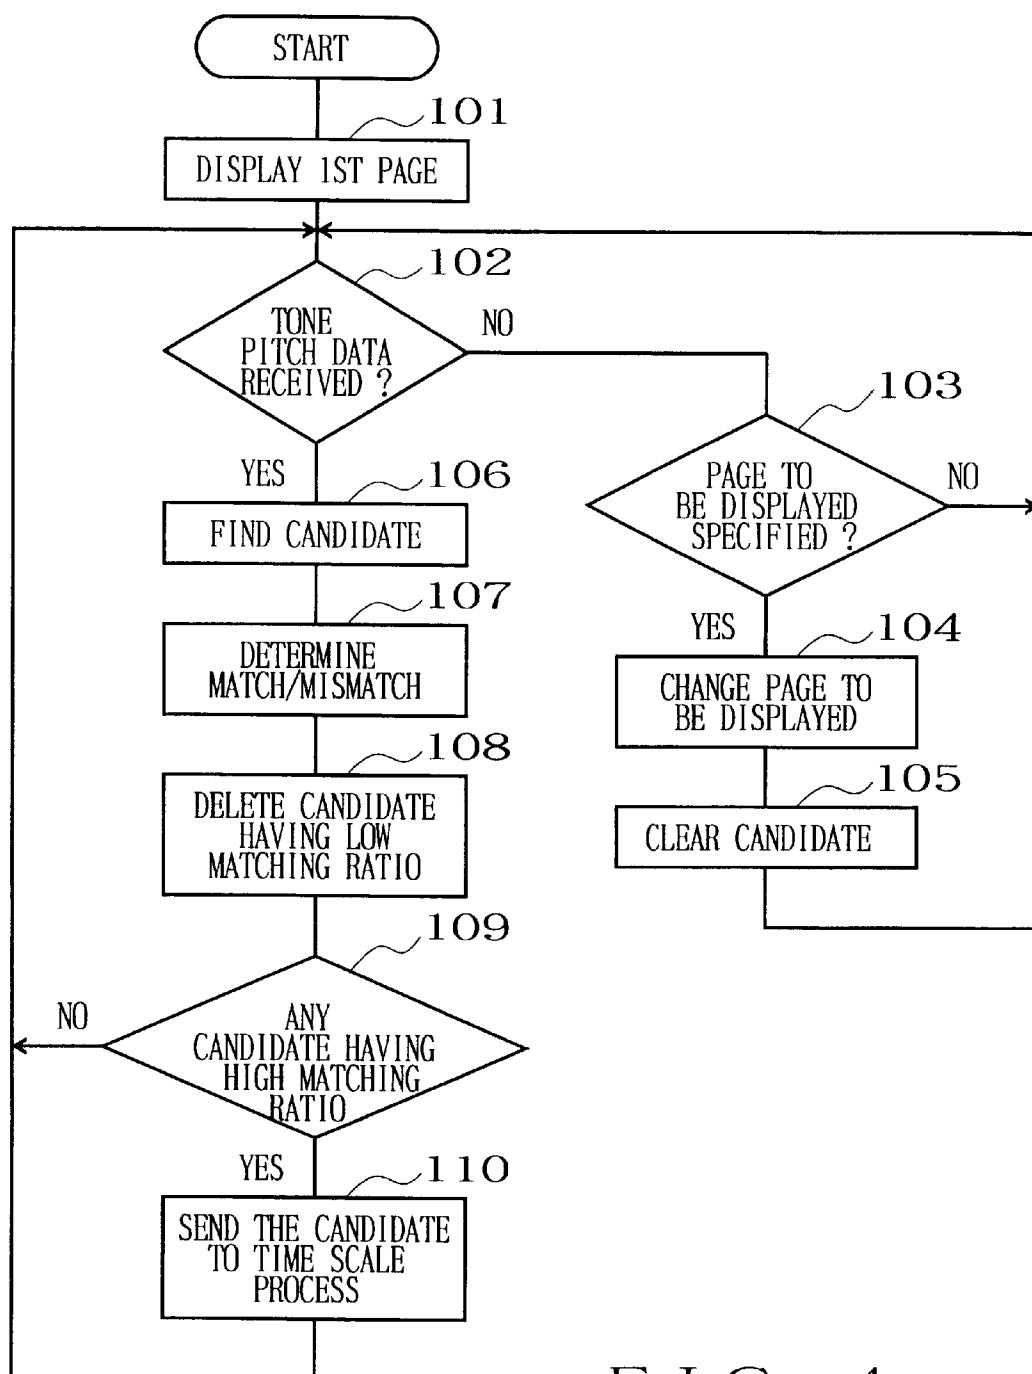 START
101
DISPLAY 1ST PAGE
102
TONE
PITCH DATA
RECEIVED ?
NO
103
PAGE TO
BE DISPLAYED
SPECIFIED ?
NO
YES
106
FIND CANDIDATE
107
DETERMINE
MATCH/MISMATCH
YES
104
CHANGE PAGE TO
BE DISPLAYED
108
DELETE CANDIDATE
HAVING LOW
MATCHING RATIO
105
CLEAR CANDIDATE
109
NO
ANY
CANDIDATE HAVING
HIGH MATCHING
RATIO
YES
110
SEND THE CANDIDATE
TO TIME SCALE
PROCESS